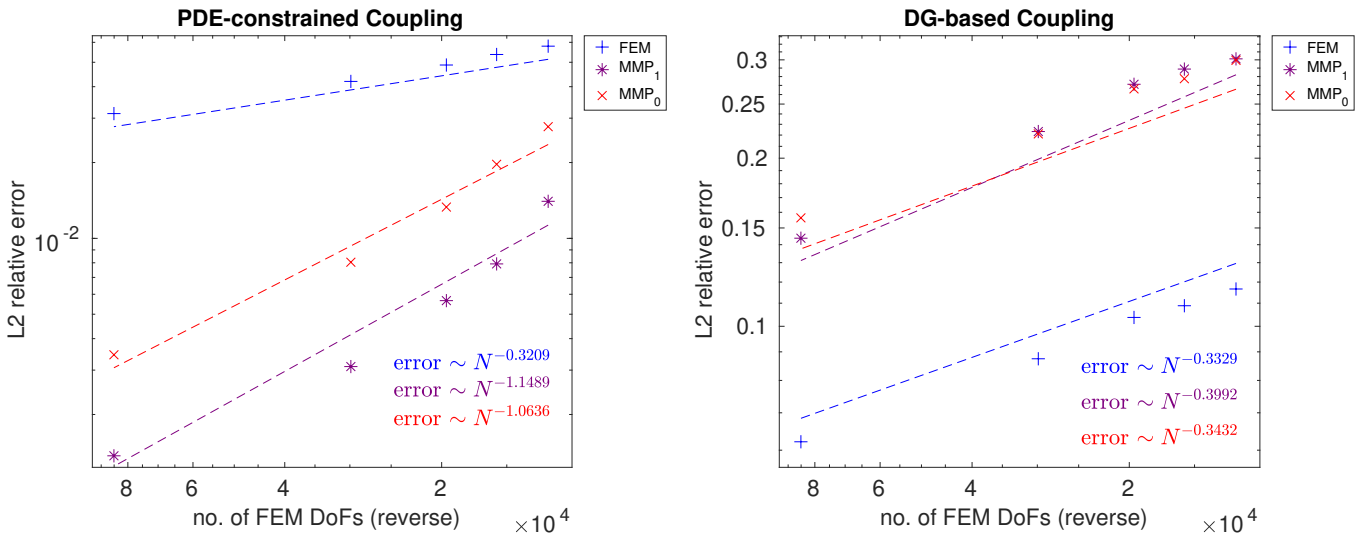 PDE-constrained Coupling
FEM
MMP₁
MMP₀
L2 relative error
10⁻²
error ∼ N⁻⁰·³²⁰⁹
error ∼ N⁻¹·¹⁴⁸⁹
error ∼ N⁻¹·⁰⁶³⁶
8 6 4 2
no. of FEM DoFs (reverse)
×10⁴
DG-based Coupling
FEM
MMP₁
MMP₀
L2 relative error
0.3
0.25
0.2
0.15
0.1
error ∼ N⁻⁰·³³²⁹
error ∼ N⁻⁰·³⁹⁹²
error ∼ N⁻⁰·³⁴³²
8 6 4 2
no. of FEM DoFs (reverse)
×10⁴